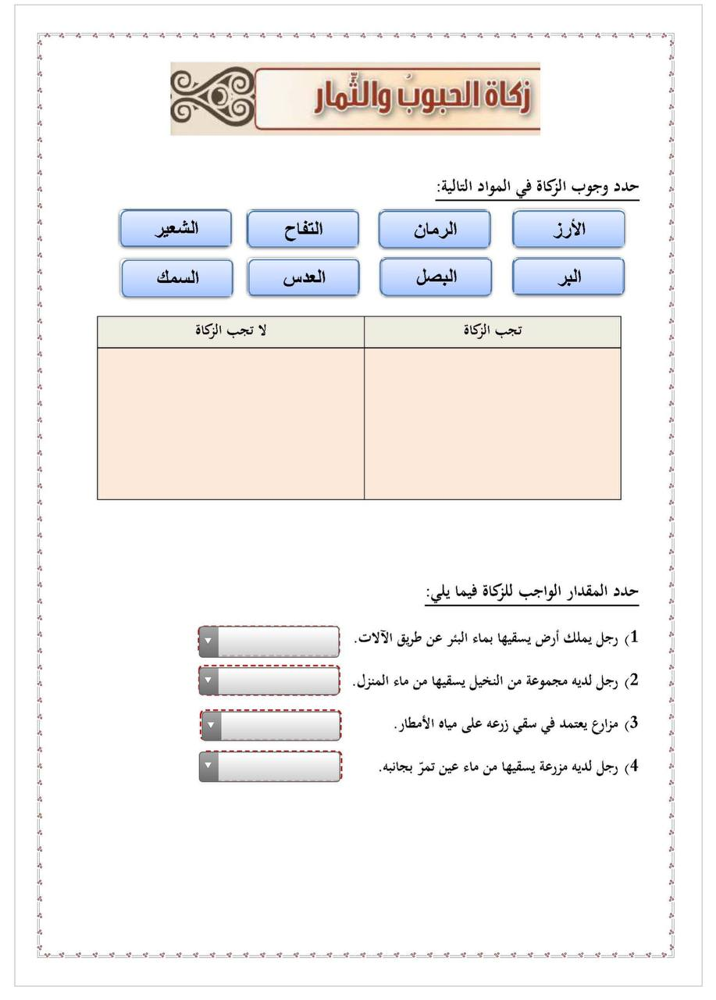 زكاة الحبوبُ والثِّمار
حدد وجوب الزكاة في المواد التالية:
الأرز الرمان التفاح الشعير
البر البصل العدس السمك
تجب الزكاة لا تجب الزكاة
حدد المقدار الواجب للزكاة فيما يلي:
1) رجل يملك أرض يسقيها بماء البئر عن طريق الآلات.
2) رجل لديه مجموعة من النخيل يسقيها من ماء المنزل.
3) مزارع يعتمد في سقي زرعه على مياه الأمطار.
4) رجل لديه مزرعة يسقيها من ماء عين تمرّ بجانبه.